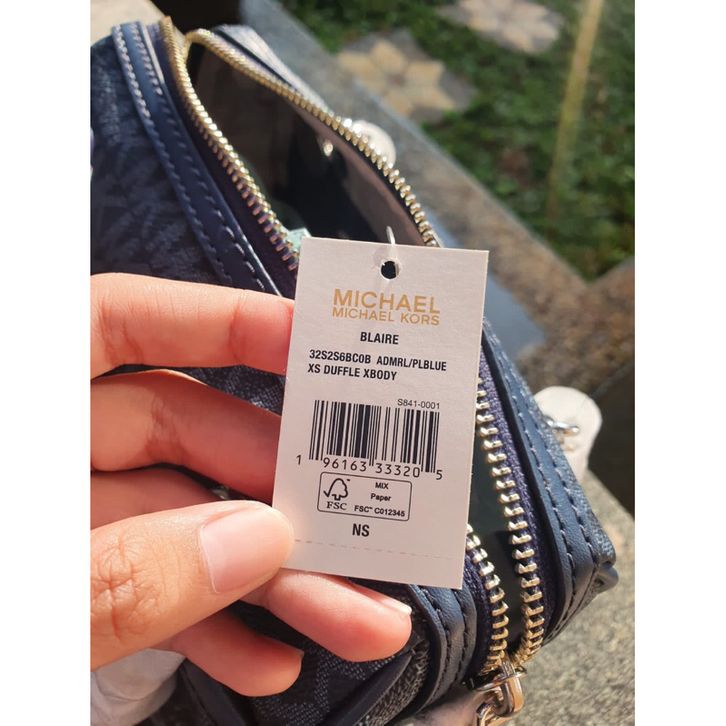 MICHAEL
MICHAEL KORS
BLAIRE
32S2S6BC0B ADMRL/PLBLUE
XS DUFFLE XBODY
S841-0001
1 96163 33320 5
MIX
Paper
FSC™ C012345
FSC
NS